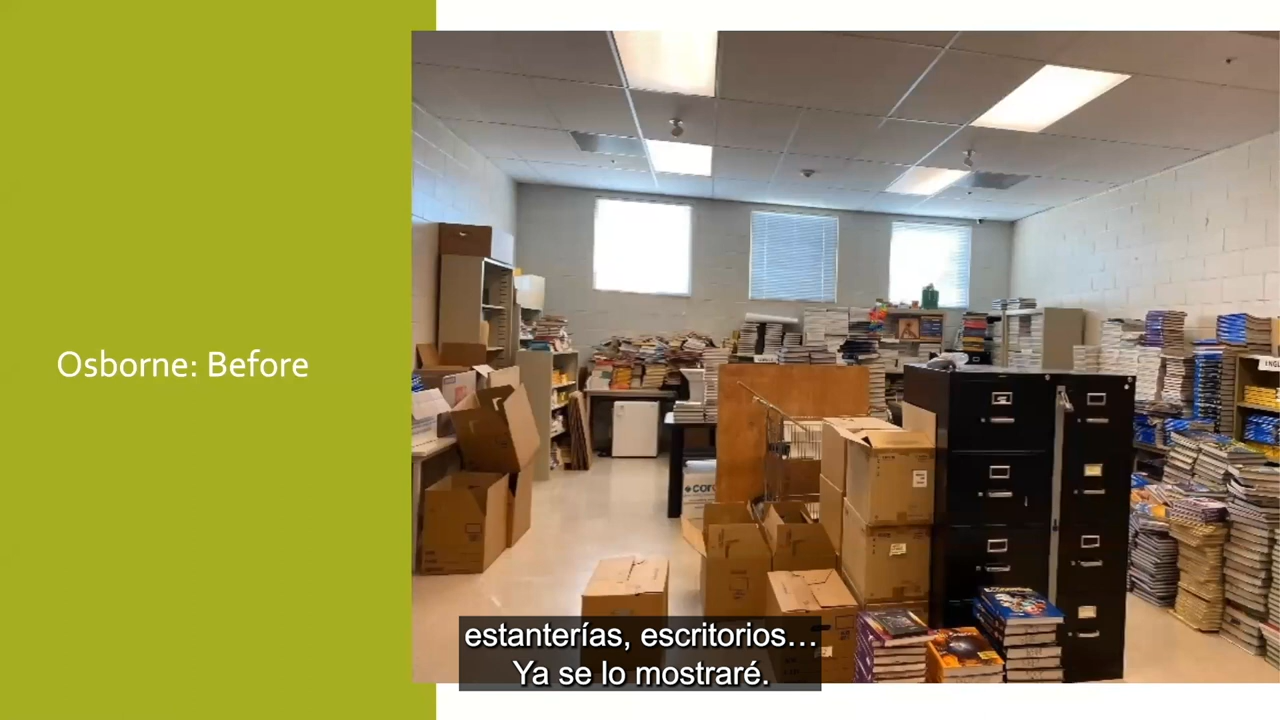 Osborne: Before
estanterías, escritorios…
Ya se lo mostraré.